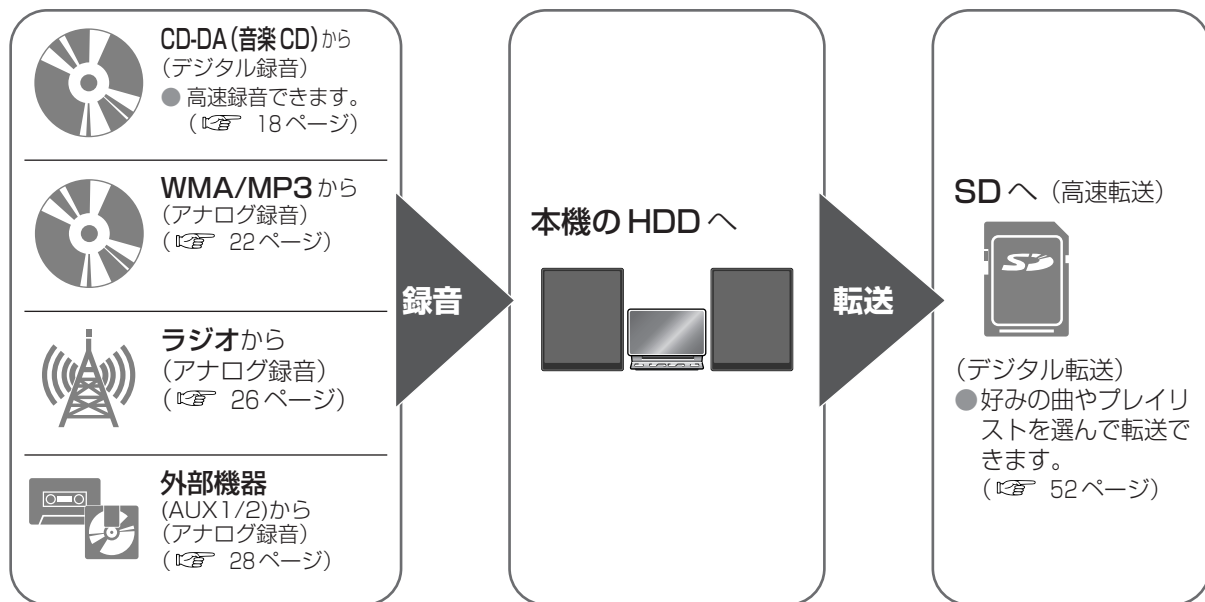 CD-DA(音楽CD)から
(デジタル録音)
● 高速録音できます。
(☞ 18ページ)
WMA/MP3から
(アナログ録音)
(☞ 22ページ)
ラジオから
(アナログ録音)
(☞ 26ページ)
外部機器
(AUX1/2)から
(アナログ録音)
(☞ 28ページ)
録音
本機のHDDへ
転送
SDへ(高速転送)
SD
(デジタル転送)
●好みの曲やプレイリ
ストを選んで転送で
きます。
(☞ 52ページ)